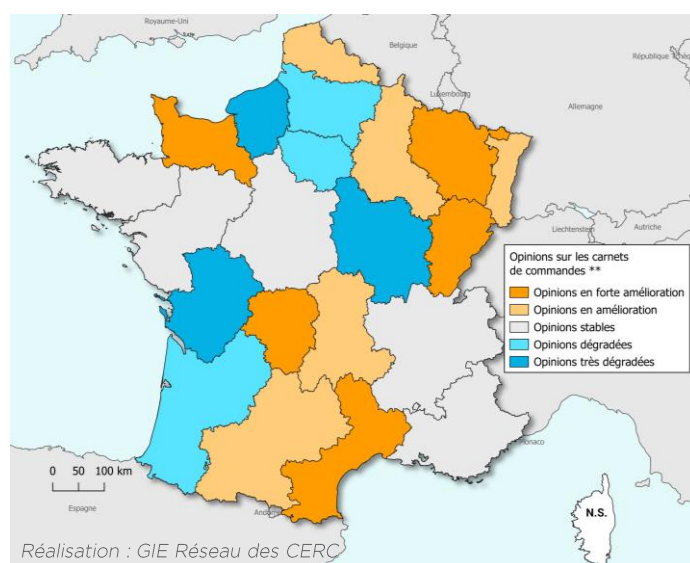 Royaume-Uni
Belgique
République Tchèque
Luxembourg
Allemagne
Liechtenstein
Autriche
Opinions sur les carnets
de commandes **
Opinions en forte amélioration
Opinions en amélioration
Opinions stables
Opinions dégradées
Opinions très dégradées
Monaco
0 50 100 km
Espagne
N.S.
Réalisation : GIE Réseau des CERC